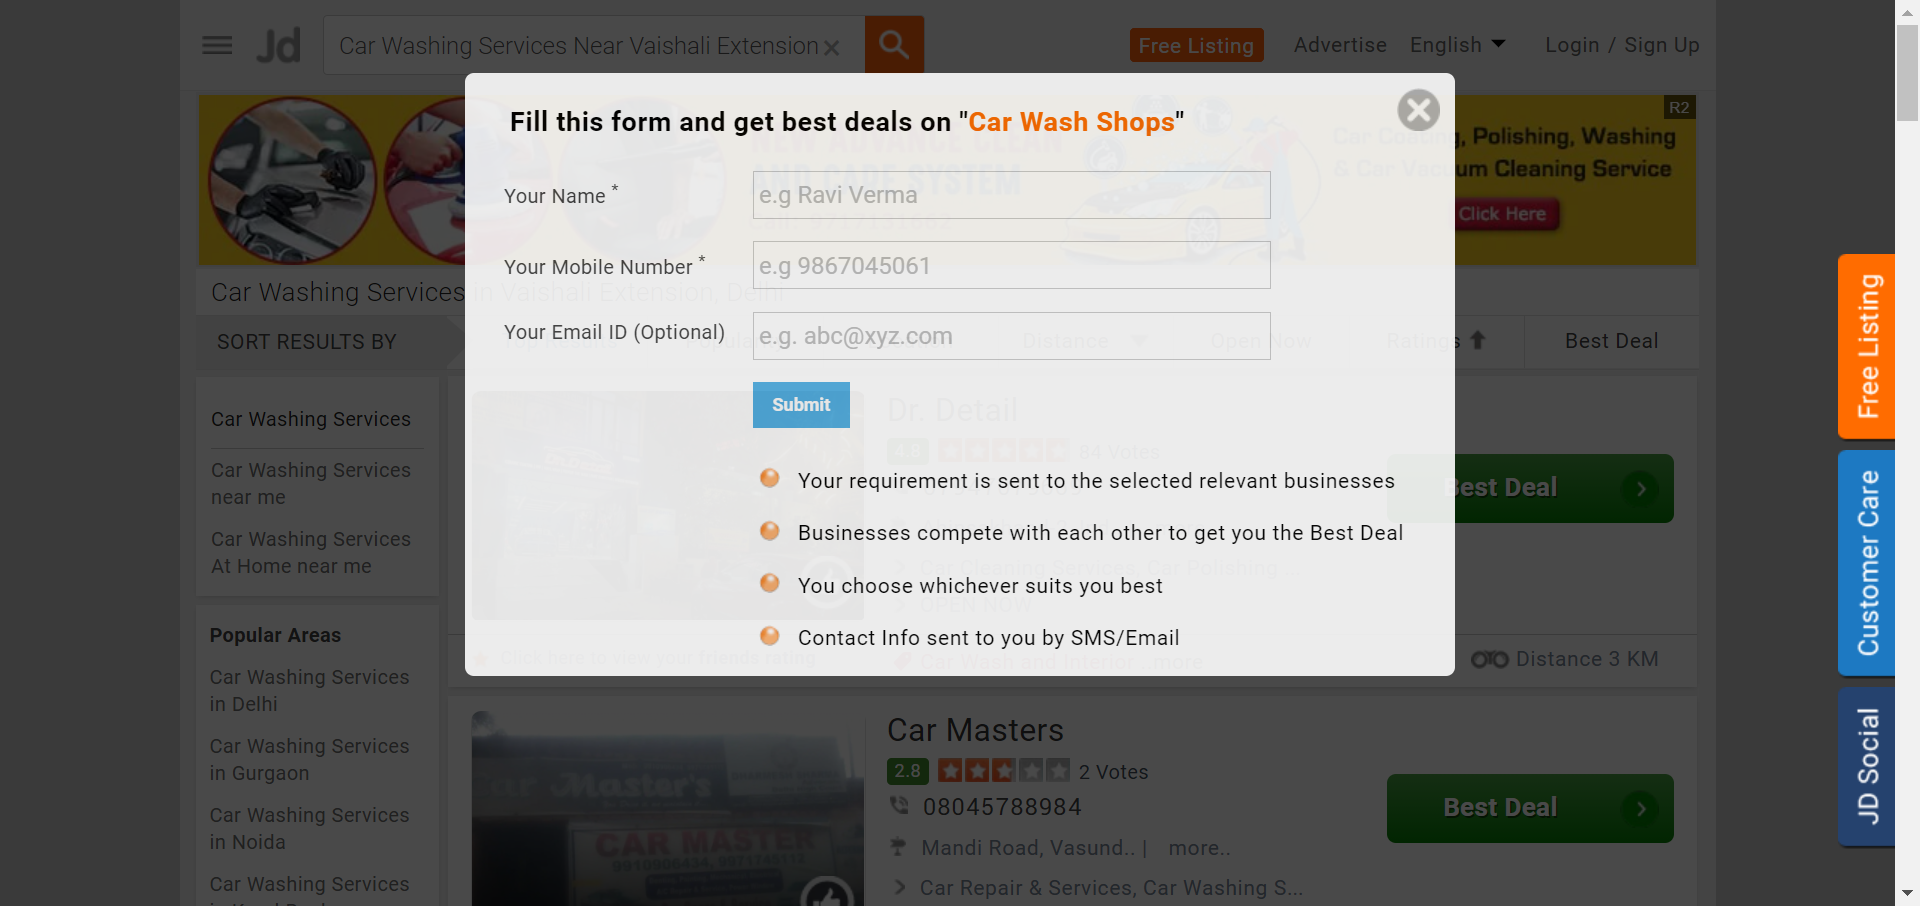 Jd
Car Washing Services Near Vaishali Extension
Free Listing
Advertise
English
Login / Sign Up
R2
Fill this form and get best deals on "Car Wash Shops"
NEW ADVANCE CLEAN
AND CARE SYSTEM
Car Coating, Polishing, Washing
& Car Vacuum Cleaning Service
Click Here
Your Name *
e.g Ravi Verma
Your Mobile Number *
e.g 9867045061
Your Email ID (Optional)
e.g. abc@xyz.com
Submit
Your requirement is sent to the selected relevant businesses
Businesses compete with each other to get you the Best Deal
You choose whichever suits you best
Contact Info sent to you by SMS/Email
Car Washing Services in Vaishali Extension, Delhi
SORT RESULTS BY
Distance
Open Now
Ratings
Best Deal
Car Washing Services
Car Washing Services
near me
Car Washing Services
At Home near me
Popular Areas
Car Washing Services
in Delhi
Car Washing Services
in Gurgaon
Car Washing Services
in Noida
Car Washing Services
Dr. Detail
4.8
84 Votes
Car Cleaning Services, Car Polishing
OPEN NOW
Click here to view your friends rating
Car Wash and Interior ..more
Best Deal
Distance 3 KM
Car Masters
2.8
2 Votes
08045788984
Mandi Road, Vasund.. | more..
Car Repair & Services, Car Washing S...
Best Deal
Car Master's
CAR MASTER
Free Listing
Customer Care
JD Social